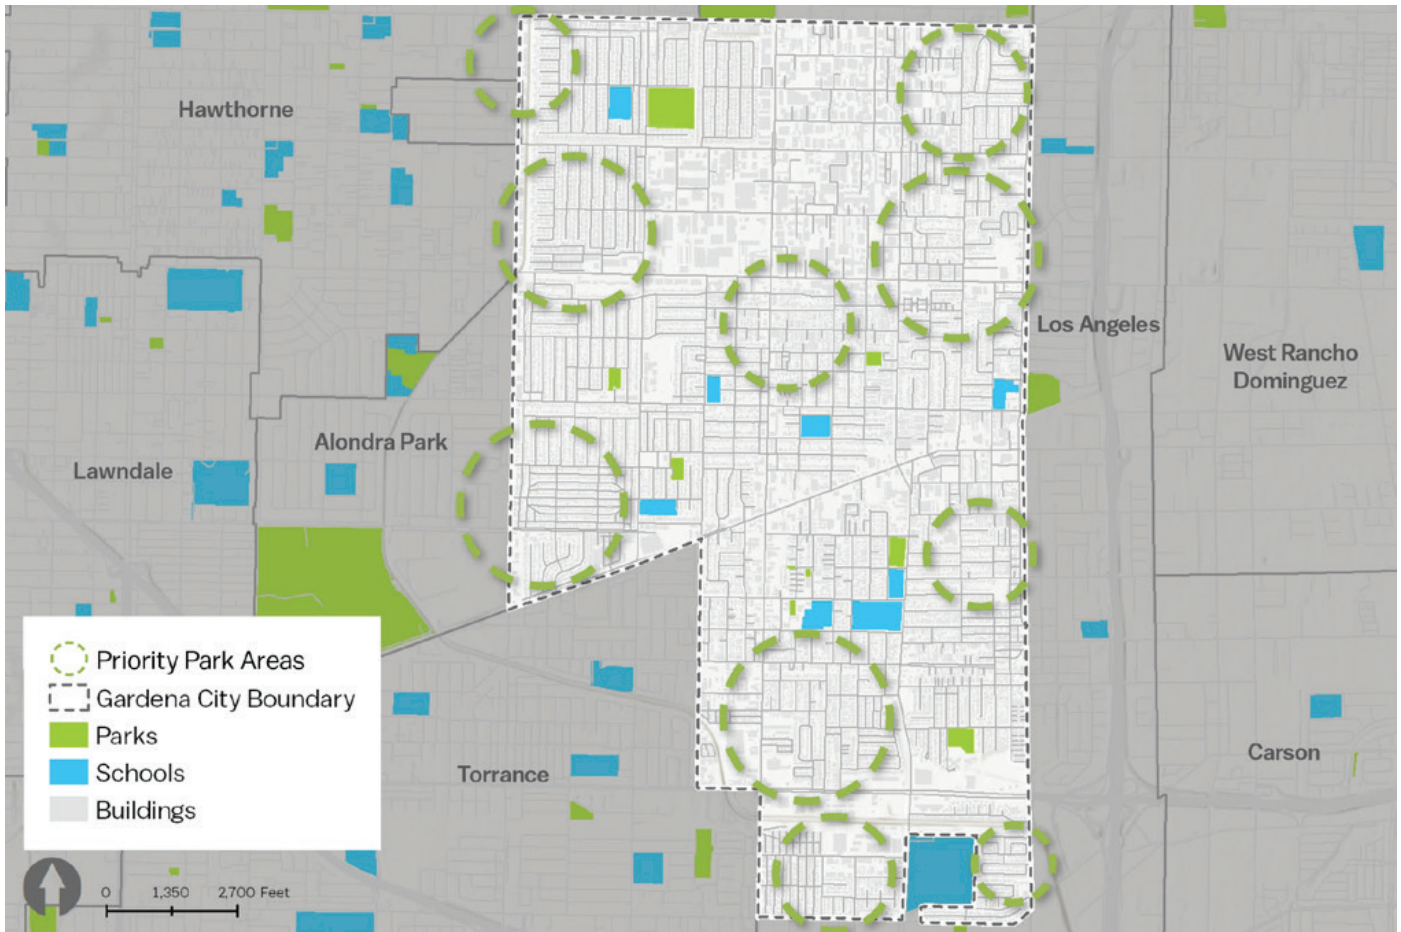 Hawthorne
Los Angeles
West Rancho
Dominguez
Alondra Park
Lawndale
Torrance
Carson
Priority Park Areas
Gardena City Boundary
Parks
Schools
Buildings
0 1,350 2,700 Feet